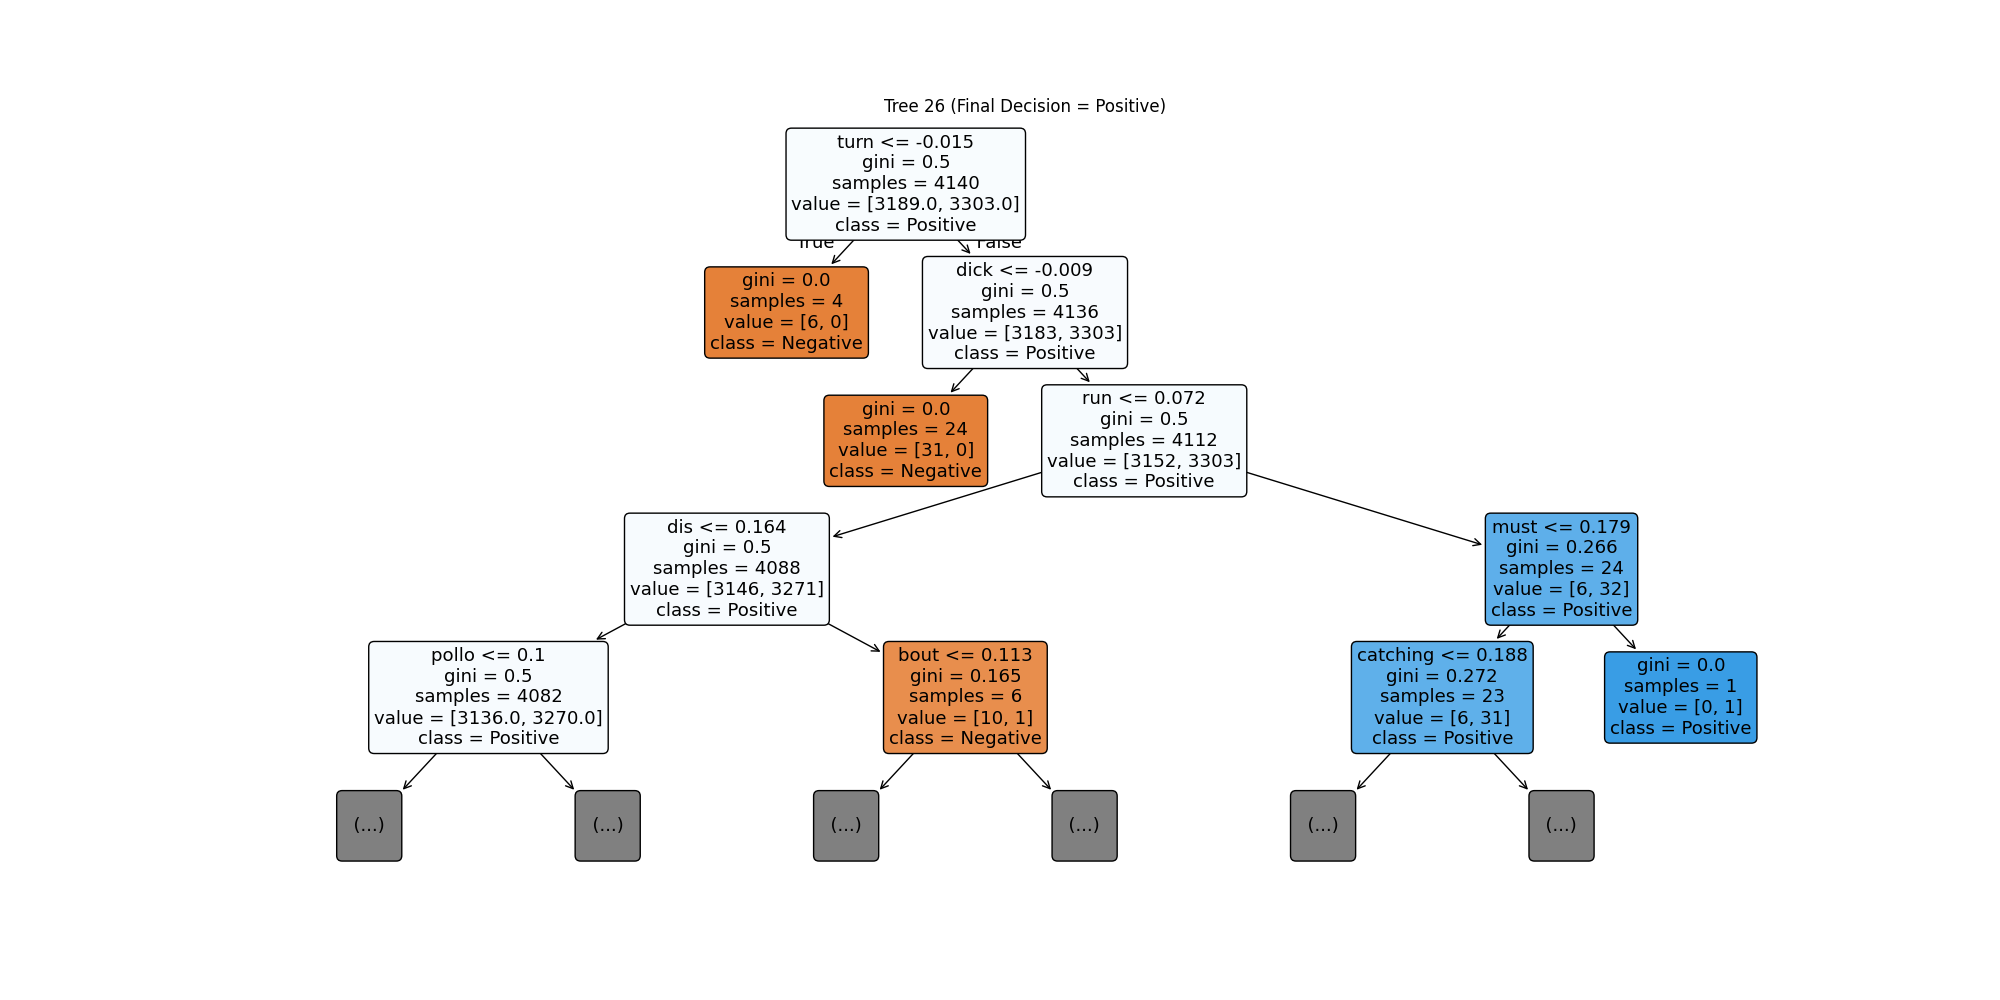 Tree 26 (Final Decision = Positive)
turn <= -0.015
gini = 0.5
samples = 4140
value = [3189.0, 3303.0]
class = Positive
True
False
gini = 0.0
samples = 4
value = [6, 0]
class = Negative
dick <= -0.009
gini = 0.5
samples = 4136
value = [3183, 3303]
class = Positive
gini = 0.0
samples = 24
value = [31, 0]
class = Negative
run <= 0.072
gini = 0.5
samples = 4112
value = [3152, 3303]
class = Positive
dis <= 0.164
gini = 0.5
samples = 4088
value = [3146, 3271]
class = Positive
must <= 0.179
gini = 0.266
samples = 24
value = [6, 32]
class = Positive
pollo <= 0.1
gini = 0.5
samples = 4082
value = [3136.0, 3270.0]
class = Positive
bout <= 0.113
gini = 0.165
samples = 6
value = [10, 1]
class = Negative
catching <= 0.188
gini = 0.272
samples = 23
value = [6, 31]
class = Positive
gini = 0.0
samples = 1
value = [0, 1]
class = Positive
(...)
(...)
(...)
(...)
(...)
(...)